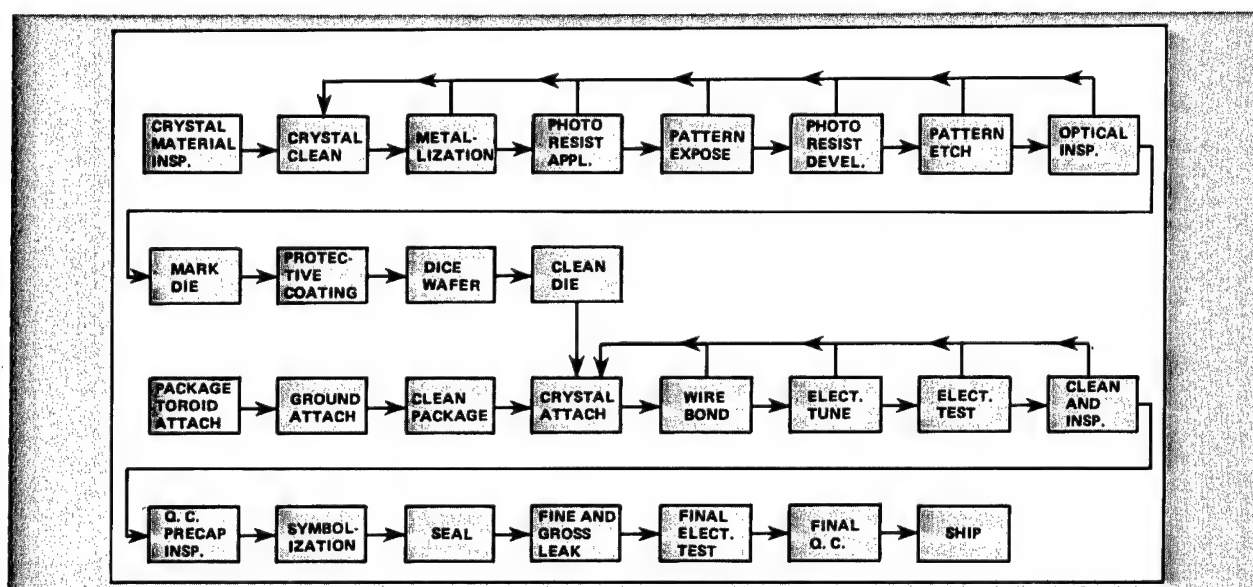 CRYSTAL
MATERIAL
INSP.
CRYSTAL
CLEAN
METAL-
LIZATION
PHOTO
RESIST
APPL.
PATTERN
EXPOSE
PHOTO
RESIST
DEVEL.
PATTERN
ETCH
OPTICAL
INSP.
MARK
DIE
PROTEC-
TIVE
COATING
DICE
WAFER
CLEAN
DIE
PACKAGE
TOROID
ATTACH
GROUND
ATTACH
CLEAN
PACKAGE
CRYSTAL
ATTACH
WIRE
BOND
ELECT.
TUNE
ELECT.
TEST
CLEAN
AND
INSP.
Q. C.
PRECAP
INSP.
SYMBOL-
IZATION
SEAL
FINE AND
GROSS
LEAK
FINAL
ELECT.
TEST
FINAL
Q. C.
SHIP